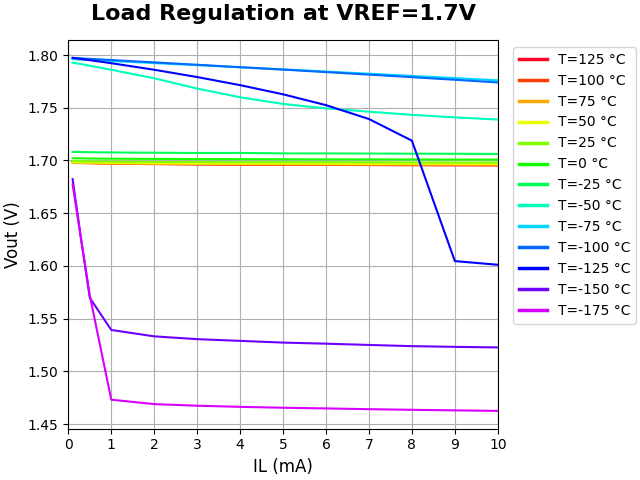 Load Regulation at VREF=1.7V
Vout (V)
1.80
1.75
1.70
1.65
1.60
1.55
1.50
1.45
0 1 2 3 4 5 6 7 8 9 10
IL (mA)
T=125 °C
T=100 °C
T=75 °C
T=50 °C
T=25 °C
T=0 °C
T=-25 °C
T=-50 °C
T=-75 °C
T=-100 °C
T=-125 °C
T=-150 °C
T=-175 °C